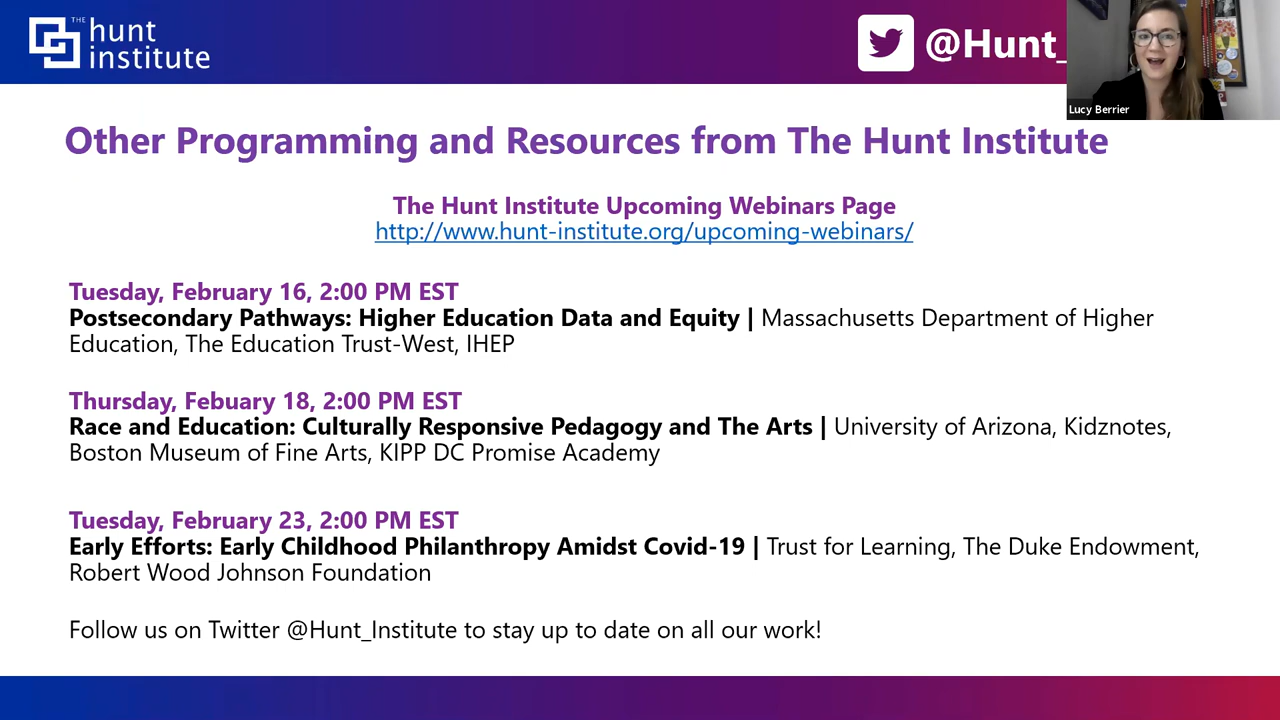 THE
hunt
institute
@Hunt_
Lucy Berrier
Other Programming and Resources from The Hunt Institute
The Hunt Institute Upcoming Webinars Page
http://www.hunt-institute.org/upcoming-webinars/
Tuesday, February 16, 2:00 PM EST
Postsecondary Pathways: Higher Education Data and Equity | Massachusetts Department of Higher
Education, The Education Trust-West, IHEP
Thursday, Febuary 18, 2:00 PM EST
Race and Education: Culturally Responsive Pedagogy and The Arts | University of Arizona, Kidznotes,
Boston Museum of Fine Arts, KIPP DC Promise Academy
Tuesday, February 23, 2:00 PM EST
Early Efforts: Early Childhood Philanthropy Amidst Covid-19 | Trust for Learning, The Duke Endowment,
Robert Wood Johnson Foundation
Follow us on Twitter @Hunt_Institute to stay up to date on all our work!